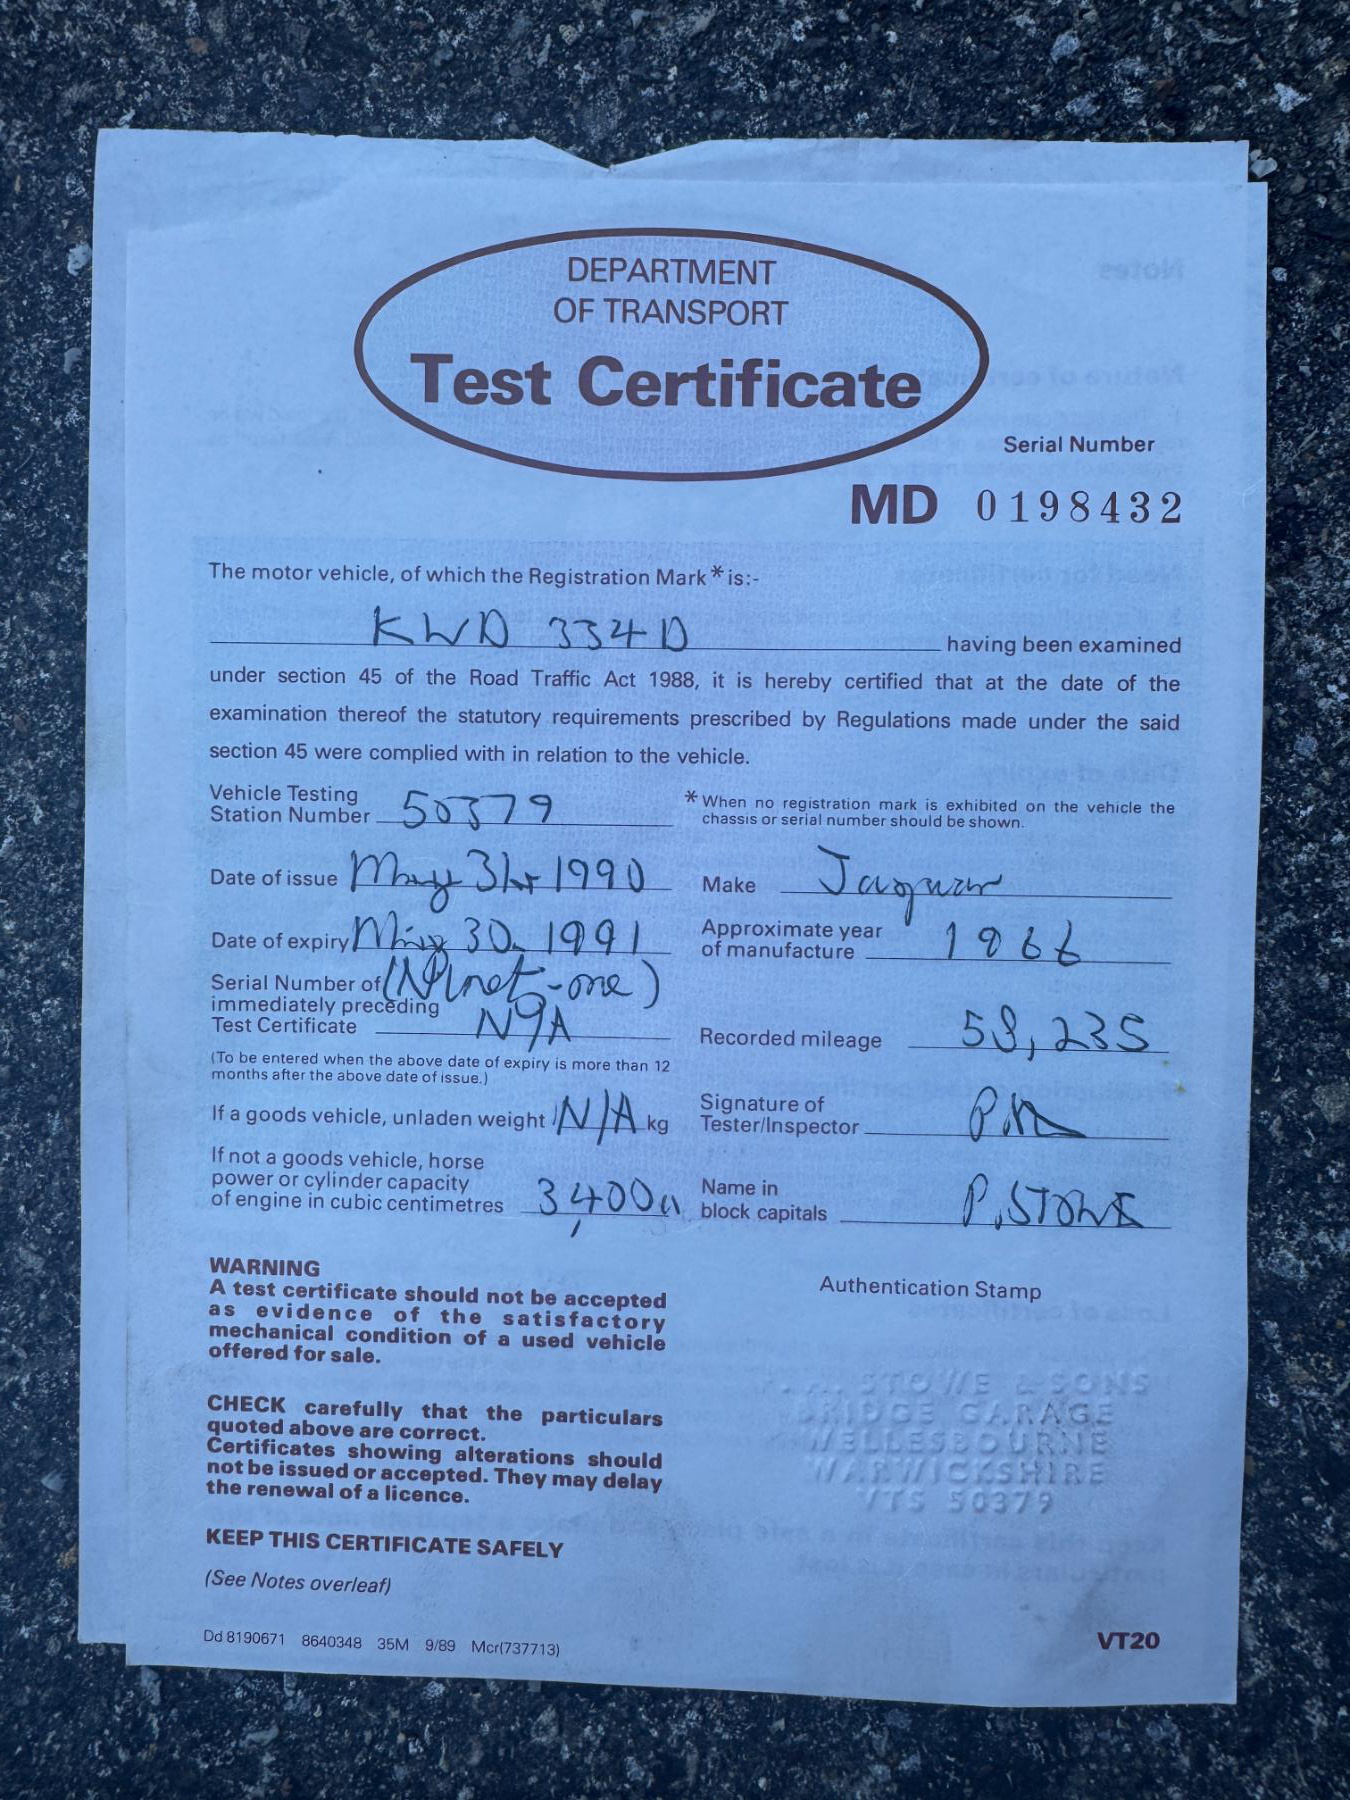 DEPARTMENT
OF TRANSPORT
Test Certificate
Serial Number
MD 0198432
The motor vehicle, of which the Registration Mark * is:-
KWD 334D having been examined
under section 45 of the Road Traffic Act 1988, it is hereby certified that at the date of the
examination thereof the statutory requirements prescribed by Regulations made under the said
section 45 were complied with in relation to the vehicle.
Vehicle Testing
Station Number 50379
* When no registration mark is exhibited on the vehicle the
chassis or serial number should be shown.
Date of issue May 31st 1990
Make Jaguar
Date of expiry May 30. 1991
(Ninet-one)
Approximate year
of manufacture 1966
Serial Number of
immediately preceding
Test Certificate N/A
(To be entered when the above date of expiry is more than 12
months after the above date of issue.)
Recorded mileage 58,235
If a goods vehicle, unladen weight N/A kg
Signature of
Tester/Inspector
If not a goods vehicle, horse
power or cylinder capacity
of engine in cubic centimetres 3,400
Name in
block capitals P. STOWE
WARNING
A test certificate should not be accepted
as evidence of the satisfactory
mechanical condition of a used vehicle
offered for sale.
CHECK carefully that the particulars
quoted above are correct.
Certificates showing alterations should
not be issued or accepted. They may delay
the renewal of a licence.
KEEP THIS CERTIFICATE SAFELY
(See Notes overleaf)
Authentication Stamp
STOWE & SONS
BRIDGE GARAGE
WELLESBOURNE
WARWICKSHIRE
VTS 50379
Dd 8190671 8640348 35M 9/89 Mcr(737713)
VT20